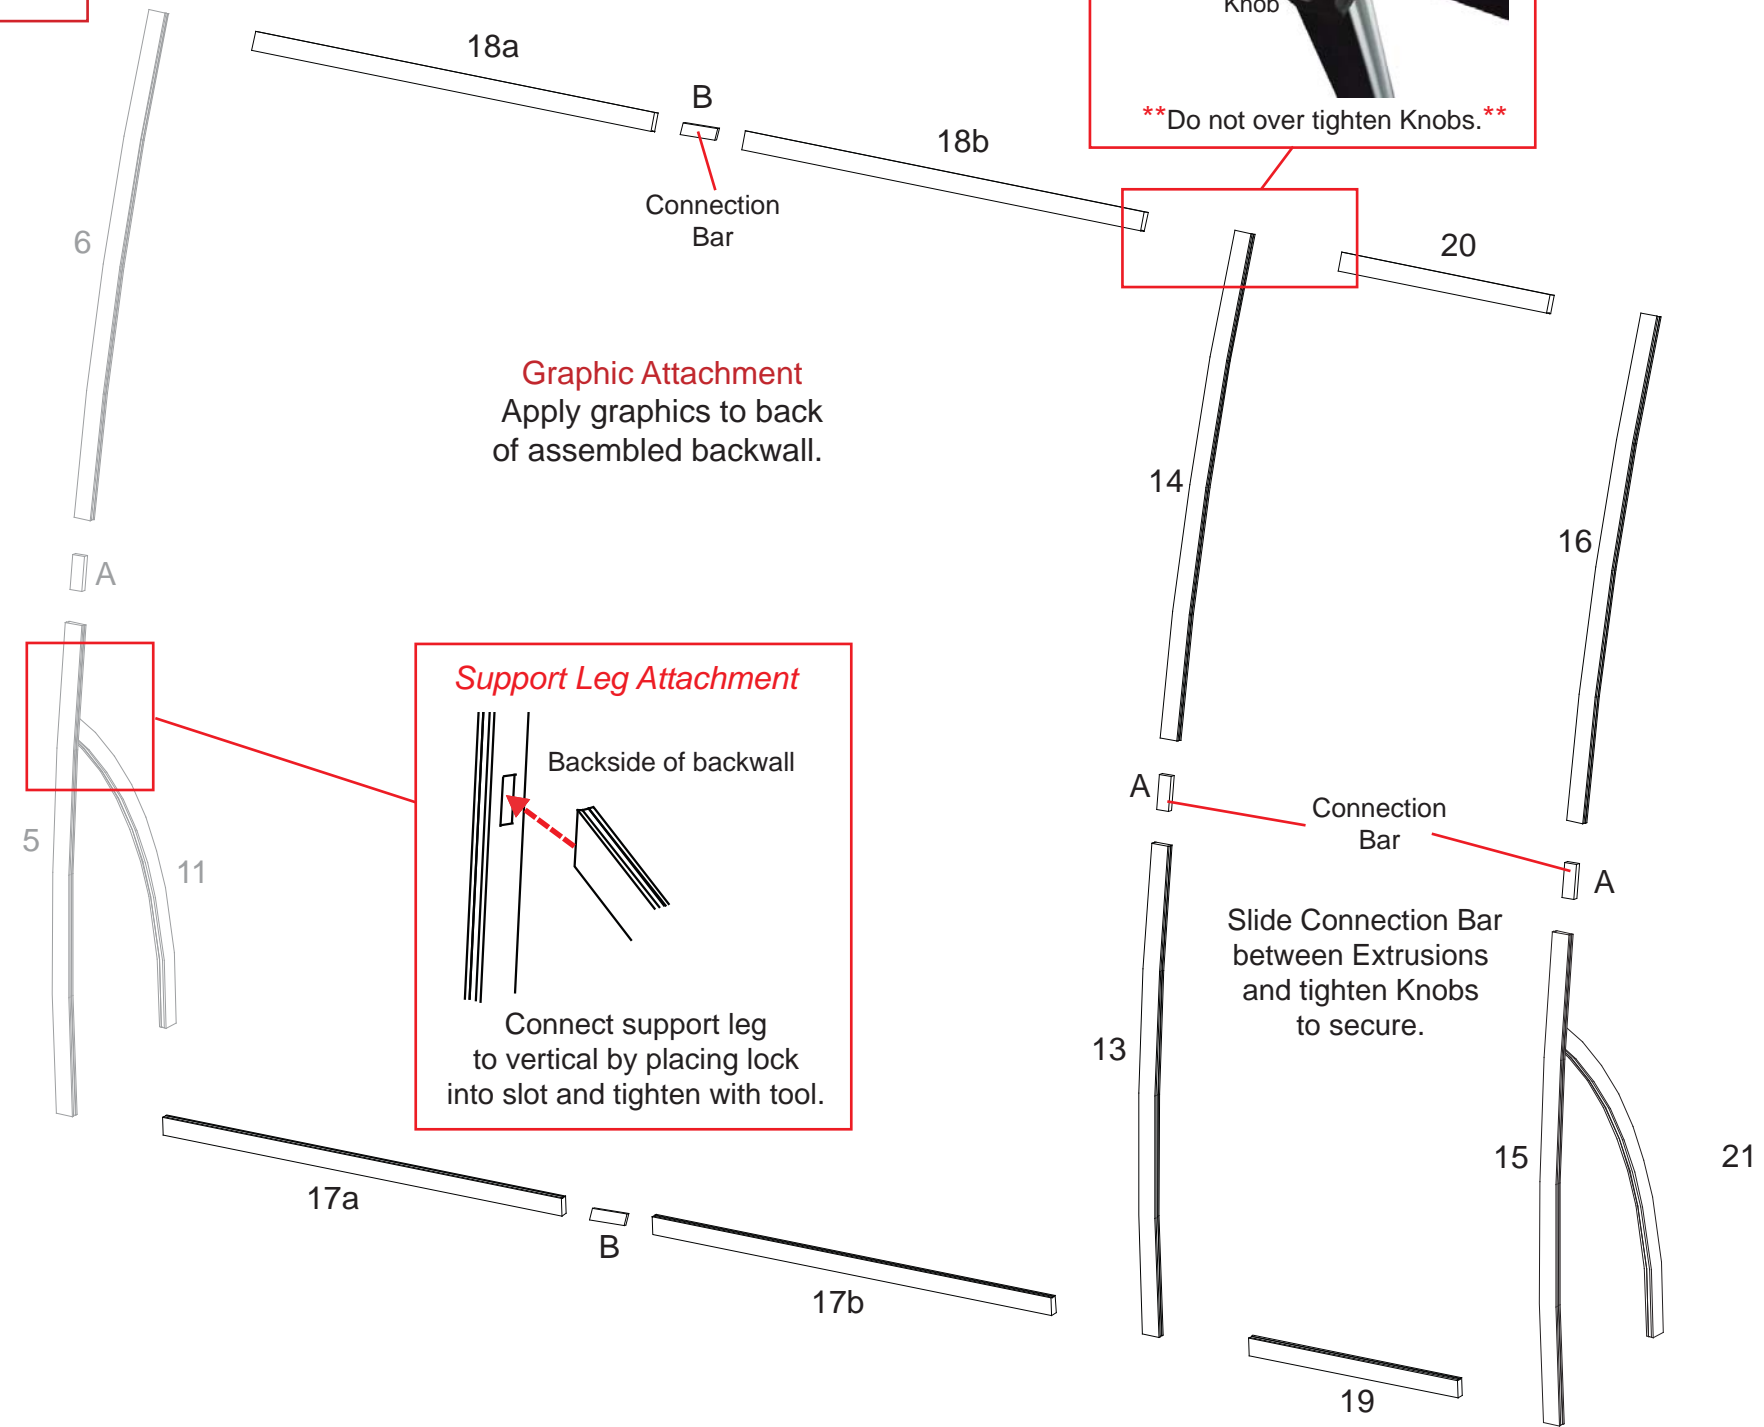 Knob
**Do not over tighten Knobs.**
18a
B
18b
Connection
Bar
6
20
Graphic Attachment
Apply graphics to back
of assembled backwall.
14
16
A
Support Leg Attachment
Backside of backwall
A
Connection
Bar
A
5
11
Slide Connection Bar
between Extrusions
and tighten Knobs
to secure.
Connect support leg
to vertical by placing lock
into slot and tighten with tool.
13
15
21
17a
B
17b
19